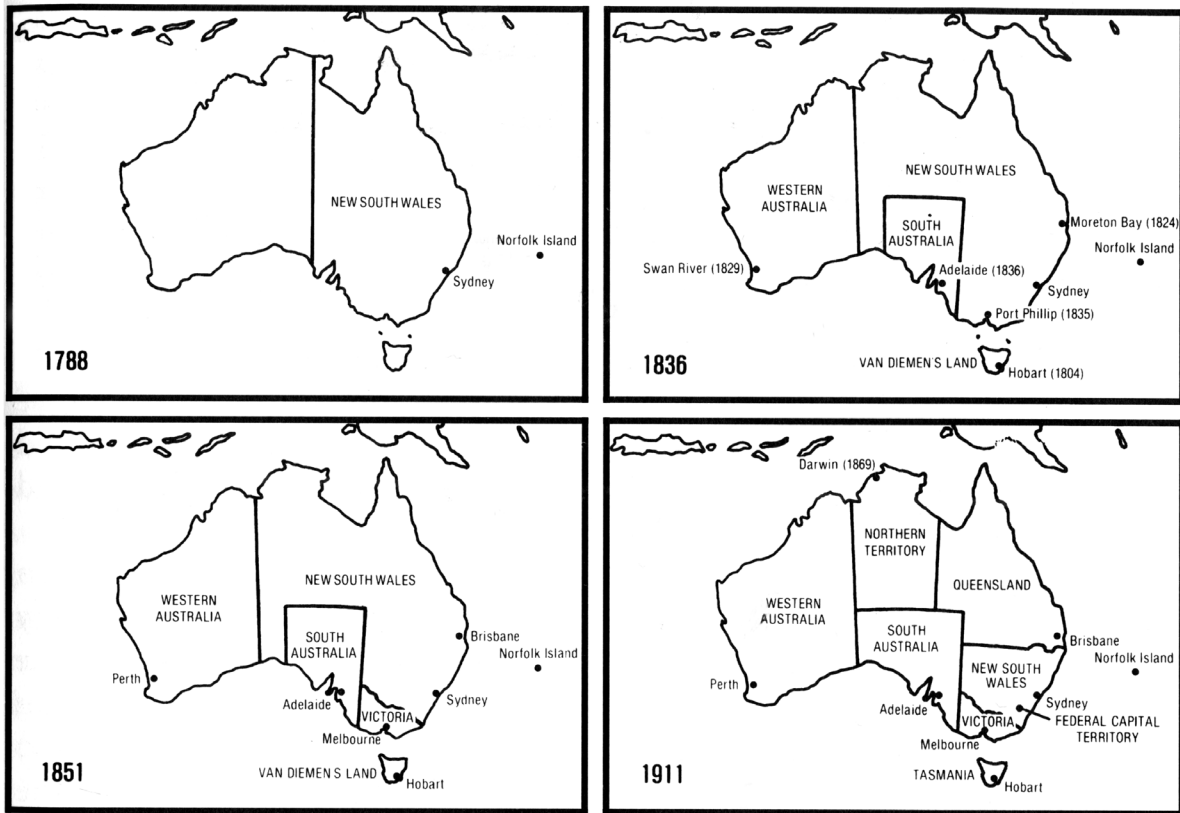 NEW SOUTH WALES
Norfolk Island
Sydney
1788
NEW SOUTH WALES
WESTERN
AUSTRALIA
SOUTH
AUSTRALIA
Moreton Bay (1824)
Norfolk Island
Swan River (1829)
Adelaide (1836)
Sydney
Port Phillip (1835)
VAN DIEMEN'S LAND
Hobart (1804)
1836
NEW SOUTH WALES
WESTERN
AUSTRALIA
SOUTH
AUSTRALIA
Brisbane
Norfolk Island
Perth
Adelaide
Sydney
VICTORIA
Melbourne
VAN DIEMEN'S LAND
Hobart
1851
Darwin (1869)
NORTHERN
TERRITORY
QUEENSLAND
WESTERN
AUSTRALIA
SOUTH
AUSTRALIA
Brisbane
Norfolk Island
NEW SOUTH
WALES
Perth
Adelaide
Sydney
VICTORIA
FEDERAL CAPITAL
TERRITORY
Melbourne
TASMANIA
Hobart
1911